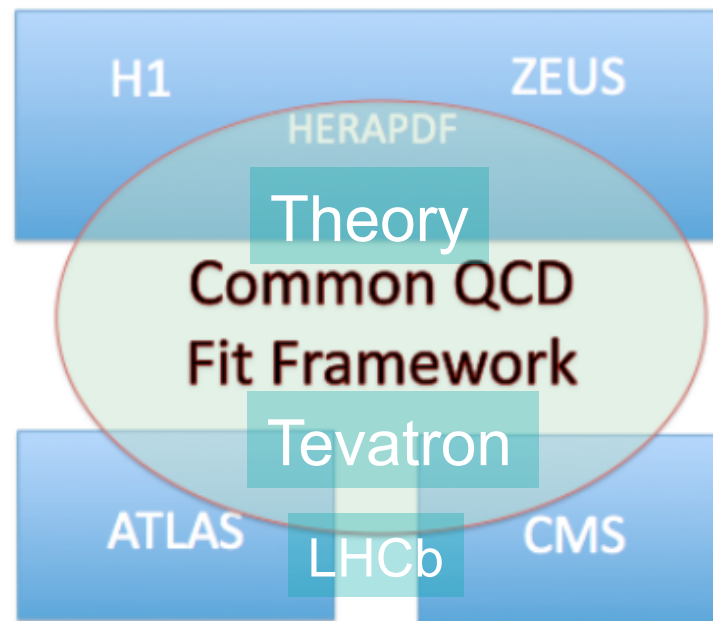 H1 ZEUS
HERAPDF
Theory
Common QCD
Fit Framework
Tevatron
ATLAS CMS
LHCb